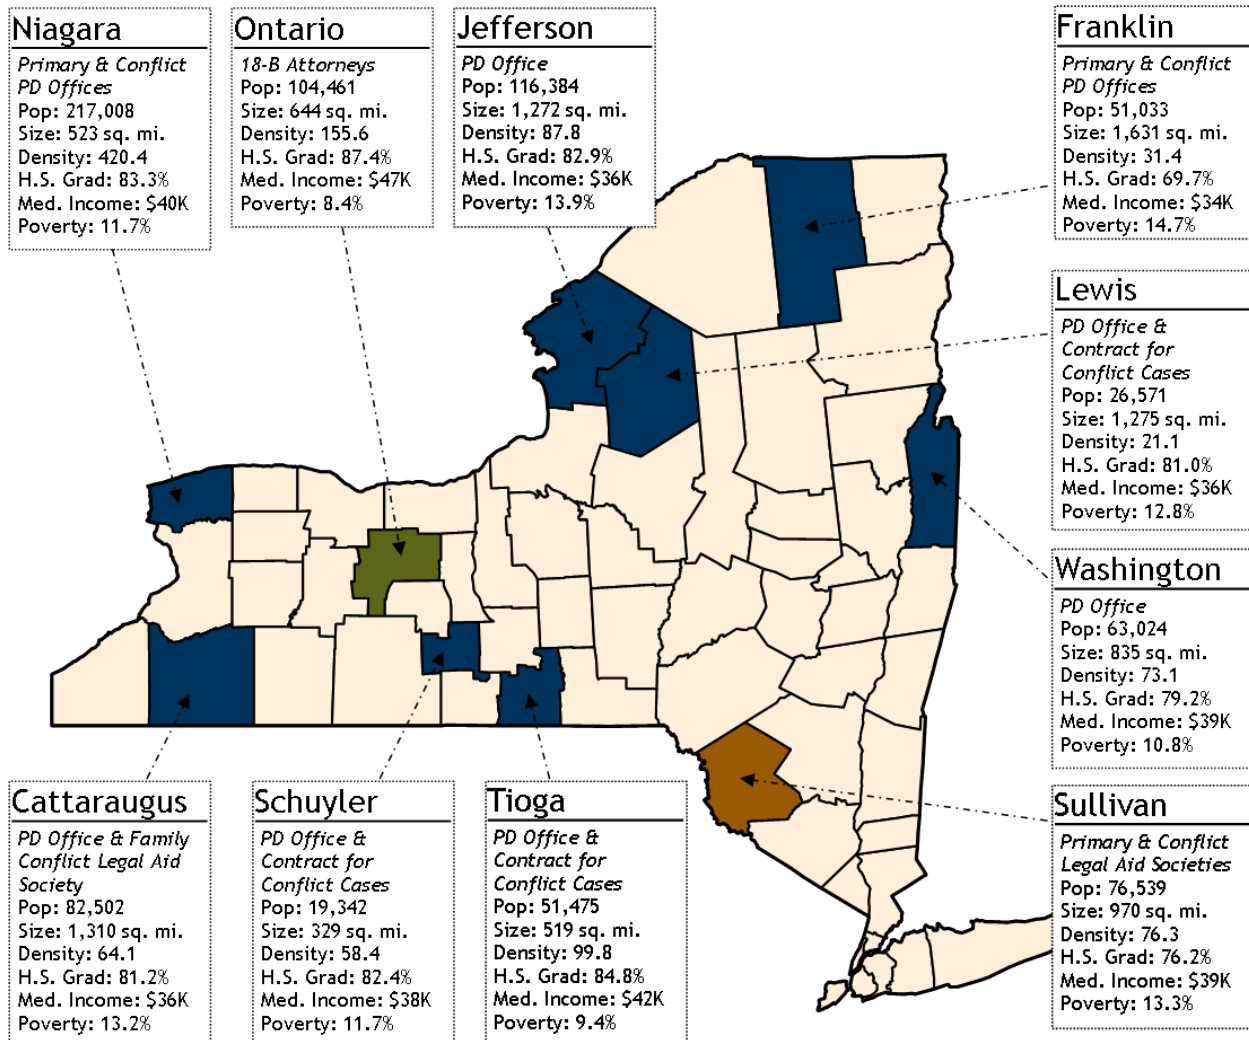 Niagara
Primary & Conflict
PD Offices
Pop: 217,008
Size: 523 sq. mi.
Density: 420.4
H.S. Grad: 83.3%
Med. Income: $40K
Poverty: 11.7%
Ontario
18-B Attorneys
Pop: 104,461
Size: 644 sq. mi.
Density: 155.6
H.S. Grad: 87.4%
Med. Income: $47K
Poverty: 8.4%
Jefferson
PD Office
Pop: 116,384
Size: 1,272 sq. mi.
Density: 87.8
H.S. Grad: 82.9%
Med. Income: $36K
Poverty: 13.9%
Franklin
Primary & Conflict
PD Offices
Pop: 51,033
Size: 1,631 sq. mi.
Density: 31.4
H.S. Grad: 69.7%
Med. Income: $34K
Poverty: 14.7%
Lewis
PD Office &
Contract for
Conflict Cases
Pop: 26,571
Size: 1,275 sq. mi.
Density: 21.1
H.S. Grad: 81.0%
Med. Income: $36K
Poverty: 12.8%
Washington
PD Office
Pop: 63,024
Size: 835 sq. mi.
Density: 73.1
H.S. Grad: 79.2%
Med. Income: $39K
Poverty: 10.8%
Cattaraugus
PD Office & Family
Conflict Legal Aid
Society
Pop: 82,502
Size: 1,310 sq. mi.
Density: 64.1
H.S. Grad: 81.2%
Med. Income: $36K
Poverty: 13.2%
Schuyler
PD Office &
Contract for
Conflict Cases
Pop: 19,342
Size: 329 sq. mi.
Density: 58.4
H.S. Grad: 82.4%
Med. Income: $38K
Poverty: 11.7%
Tioga
PD Office &
Contract for
Conflict Cases
Pop: 51,475
Size: 519 sq. mi.
Density: 99.8
H.S. Grad: 84.8%
Med. Income: $42K
Poverty: 9.4%
Sullivan
Primary & Conflict
Legal Aid Societies
Pop: 76,539
Size: 970 sq. mi.
Density: 76.3
H.S. Grad: 76.2%
Med. Income: $39K
Poverty: 13.3%